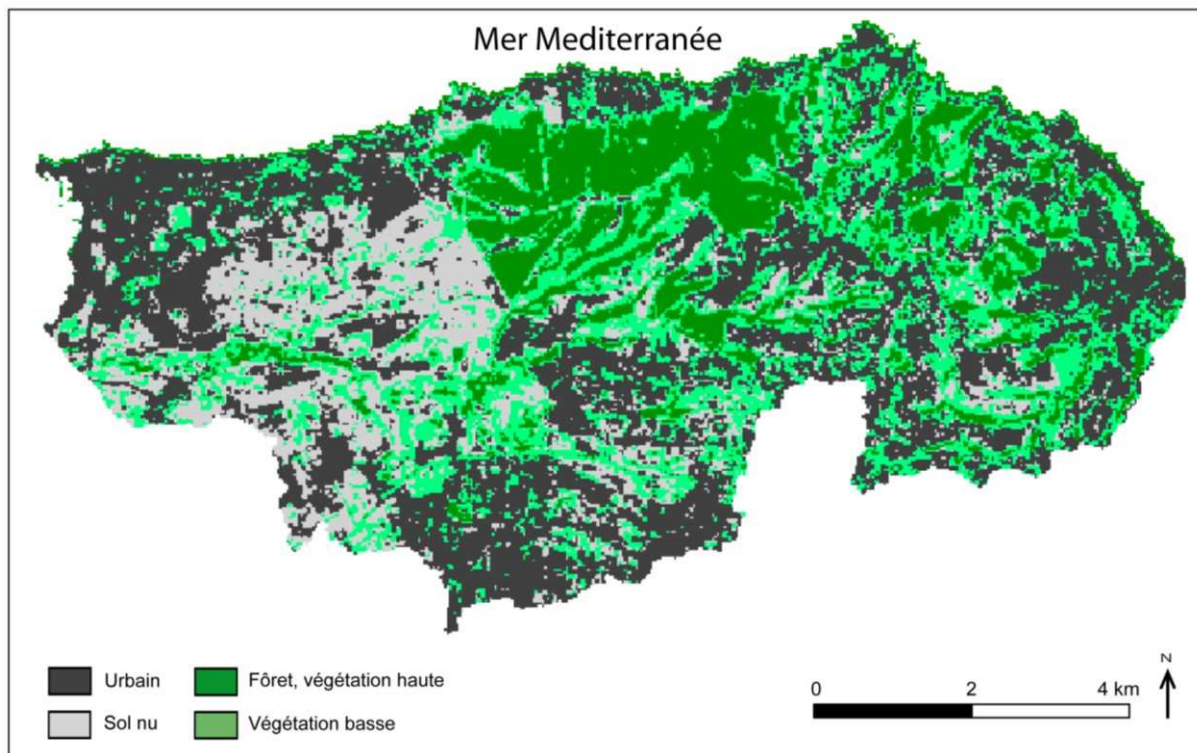 Mer Mediterranée
Urbain
Fôret, végétation haute
Sol nu
Végétation basse
0 2 4 km
N